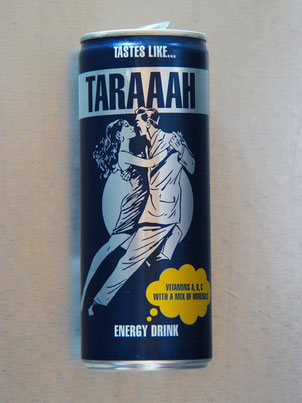 TASTES LIKE...
TARAAAH
VITAMINS A, B, C
WITH A MIX OF MINERALS
ENERGY DRINK